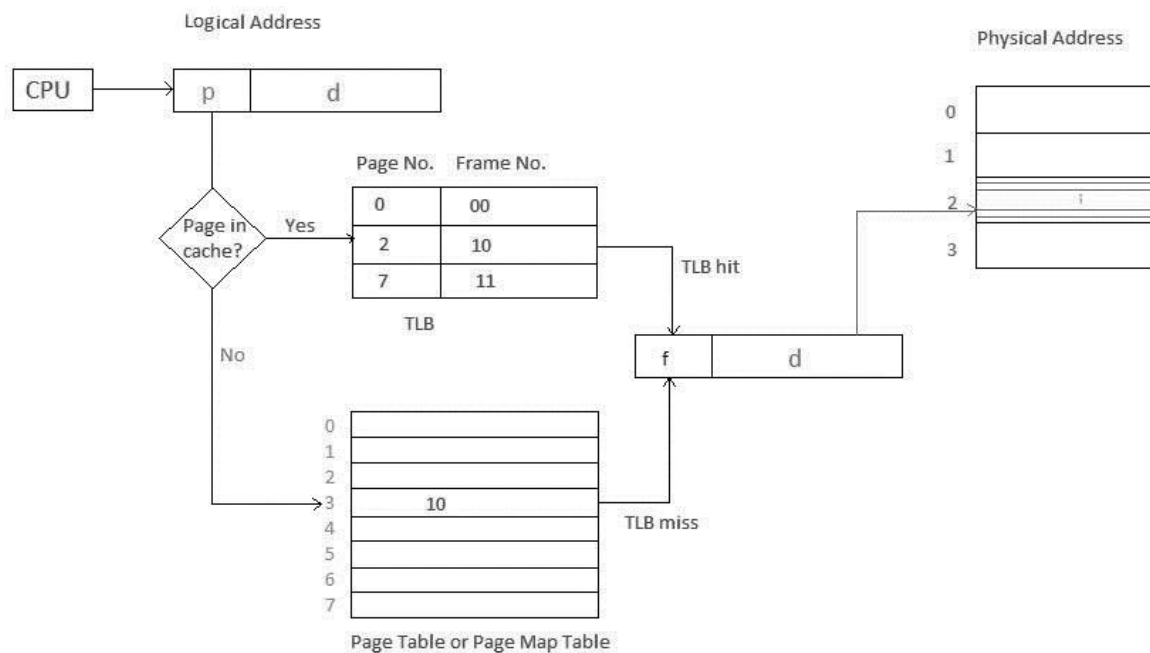 Logical Address
Physical Address
CPU
p d
0
1
2 i
3
Page No. Frame No.
0 00
2 10
7 11
TLB
Page in
cache?
Yes
No
TLB hit
f d
TLB miss
0
1
2
3 10
4
5
6
7
Page Table or Page Map Table